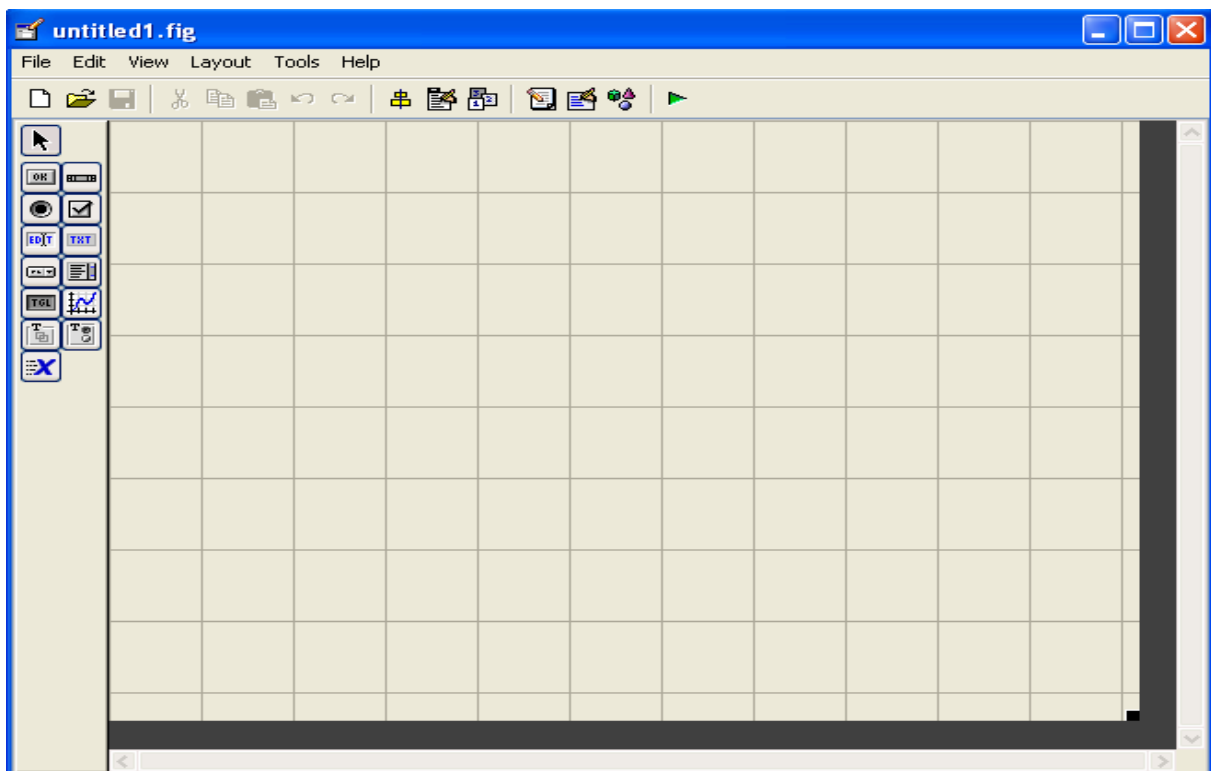 untitled1.fig
File Edit View Layout Tools Help
OK
EDIT TXT
TGL
T T
X